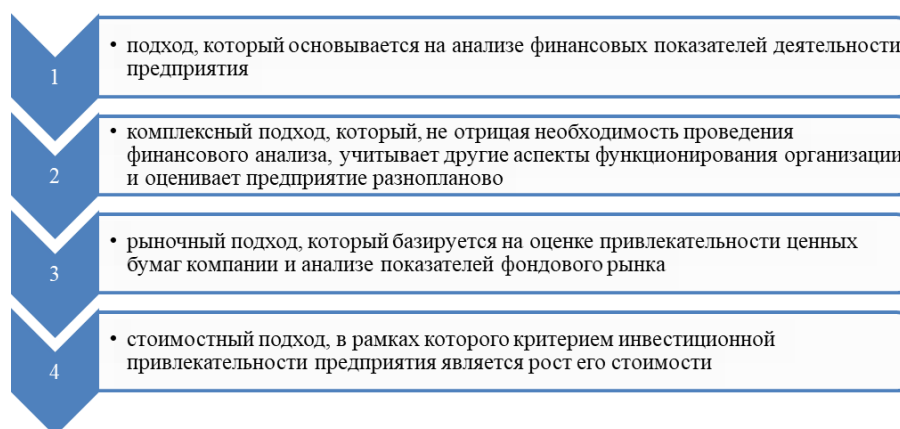 1
• подход, который основывается на анализе финансовых показателей деятельности
предприятия
2
• комплексный подход, который, не отрицая необходимость проведения
финансового анализа, учитывает другие аспекты функционирования организации
и оценивает предприятие разнопланово
3
• рыночный подход, который базируется на оценке привлекательности ценных
бумаг компании и анализе показателей фондового рынка
4
• стоимостный подход, в рамках которого критерием инвестиционной
привлекательности предприятия является рост его стоимости